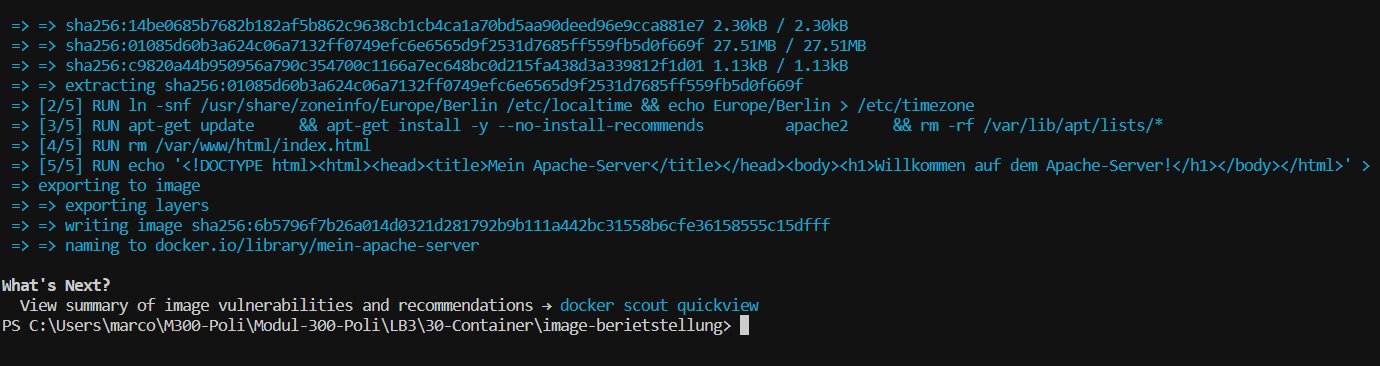 => => sha256:14be0685b7682b182af5b862c9638cb1cb4ca1a70bd5aa90deed96e9cca881e7 2.30kB / 2.30kB
=> => sha256:01085d60b3a624c06a7132ff0749efc6e6565d9f2531d7685ff559fb5d0f669f 27.51MB / 27.51MB
=> => sha256:c9820a44b950956a790c354700c1166a7ec648bc0d215fa438d3a339812f1d01 1.13kB / 1.13kB
=> => extracting sha256:01085d60b3a624c06a7132ff0749efc6e6565d9f2531d7685ff559fb5d0f669f
=> [2/5] RUN ln -snf /usr/share/zoneinfo/Europe/Berlin /etc/localtime && echo Europe/Berlin > /etc/timezone
=> [3/5] RUN apt-get update     && apt-get install -y --no-install-recommends         apache2     && rm -rf /var/lib/apt/lists/*
=> [4/5] RUN rm /var/www/html/index.html
=> [5/5] RUN echo '<!DOCTYPE html><html><head><title>Mein Apache-Server</title></head><body><h1>Willkommen auf dem Apache-Server!</h1></body></html>' >
=> exporting to image
=> => exporting layers
=> => writing image sha256:6b5796f7b26a014d0321d281792b9b111a442bc31558b6cfe36158555c15dfff
=> => naming to docker.io/library/mein-apache-server
What's Next?
View summary of image vulnerabilities and recommendations → docker scout quickview
PS C:\Users\marco\M300-Poli\Modul-300-Poli\LB3\30-Container\image-berietstellung>